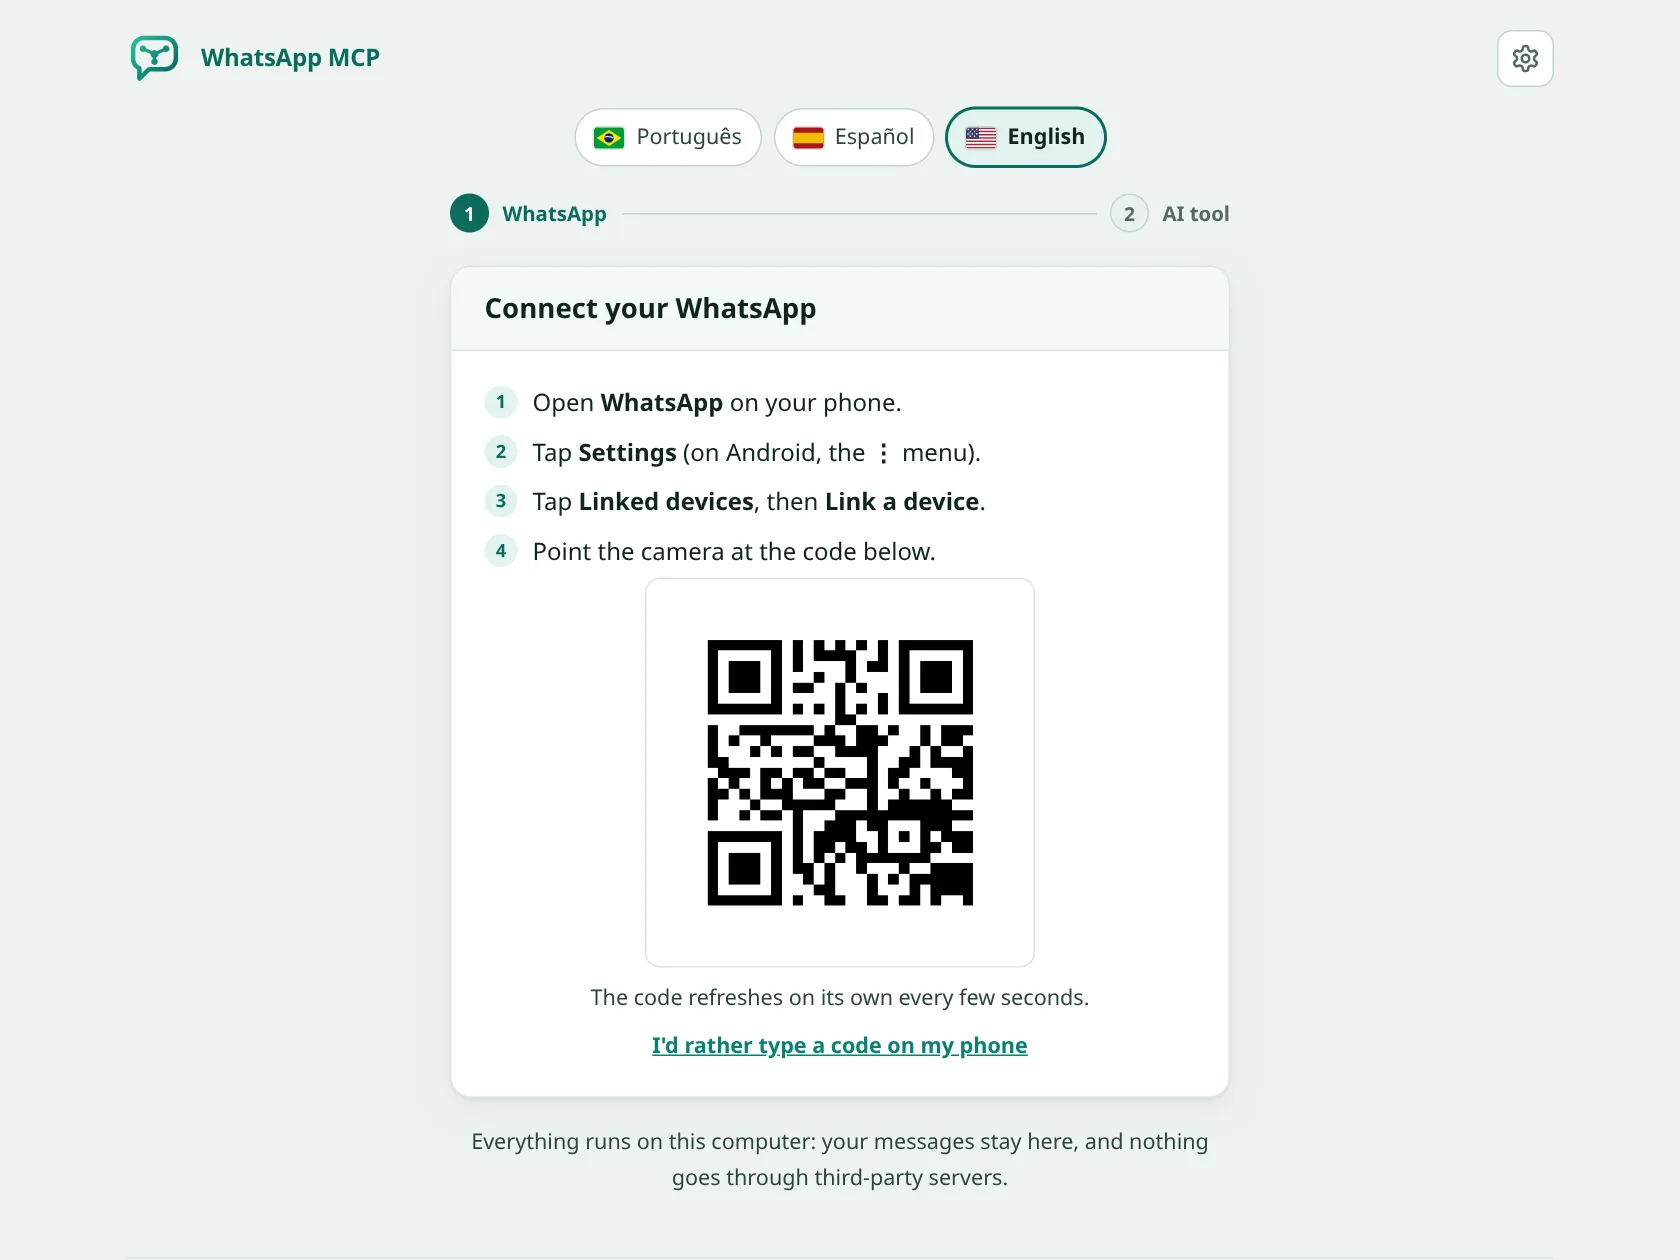 WhatsApp MCP
Português
Español
English
1 WhatsApp
2 AI tool
Connect your WhatsApp
1 Open WhatsApp on your phone.
2 Tap Settings (on Android, the ⋮ menu).
3 Tap Linked devices, then Link a device.
4 Point the camera at the code below.
The code refreshes on its own every few seconds.
I'd rather type a code on my phone
Everything runs on this computer: your messages stay here, and nothing
goes through third-party servers.